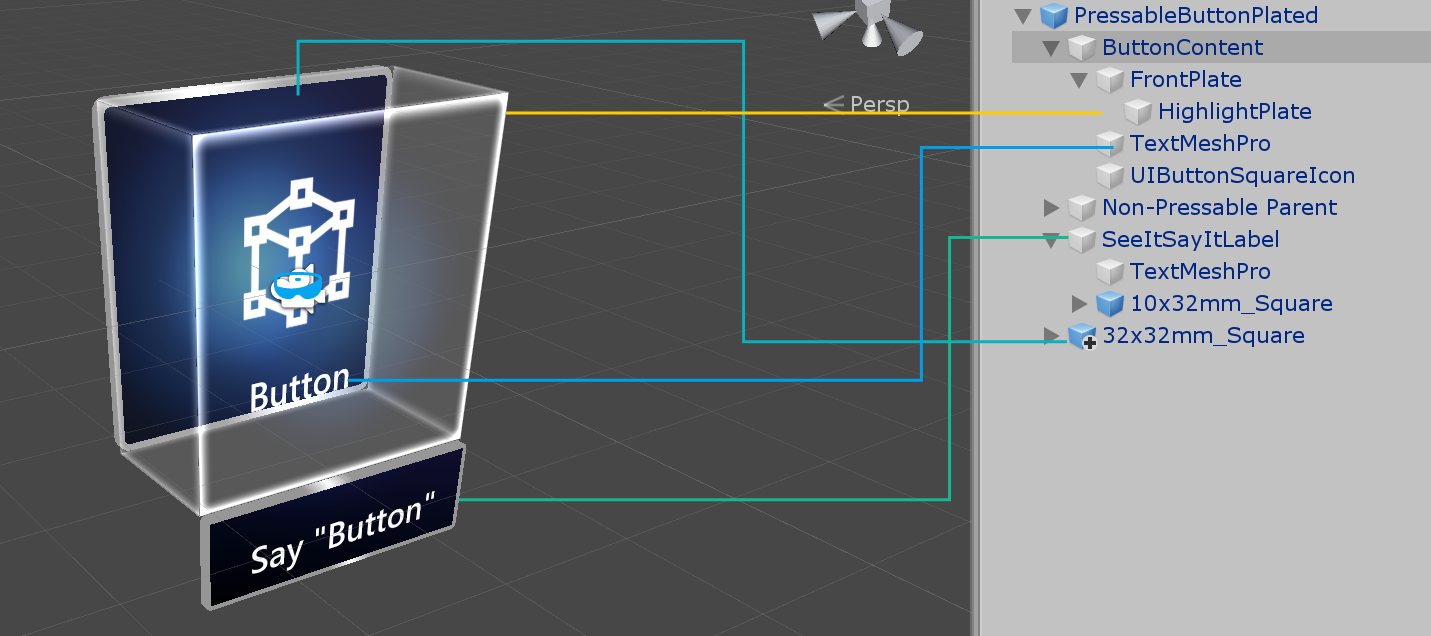 Persp
Button
Say "Button"
PressableButtonPlated
ButtonContent
FrontPlate
HighlightPlate
TextMeshPro
UIButtonSquareIcon
Non-Pressable Parent
SeeItSayItLabel
TextMeshPro
10x32mm_Square
32x32mm_Square